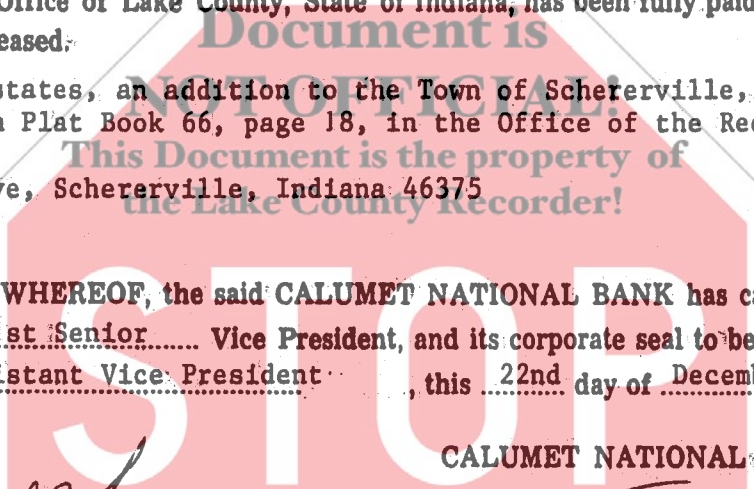 Office of Lake County, State of Indiana, has been fully paid
eased.
Document is
states, an addition to the Town of Schererville,
NOT OFFICIAL!
Plat Book 66, page 18, in the Office of the Rec
This Document is the property of
ve, Schererville, Indiana 46375
the Lake County Recorder!
WHEREOF, the said CALUMET NATIONAL BANK has ca
st Senior Vice President, and its corporate seal to be
istant Vice President , this 22nd day of Decemb
CALUMET NATIONAL
STOP